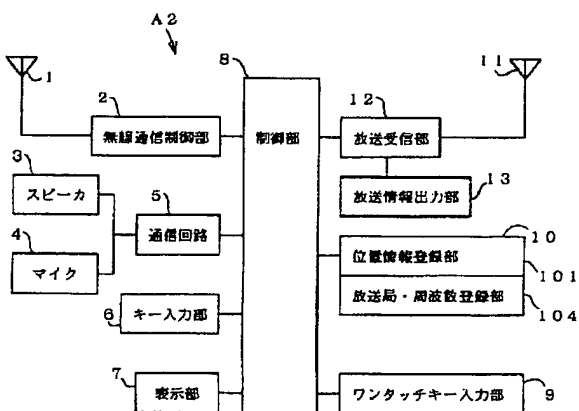 A2
1
8
11
2
無線通信制御部
制御部
12
放送受信部
3
スピーカ
5
通信回路
放送情報出力部
13
4
マイク
10
位置情報登録部
101
放送局・周波数登録部
104
6
キー入力部
7
表示部
ワンタッチキー入力部
9